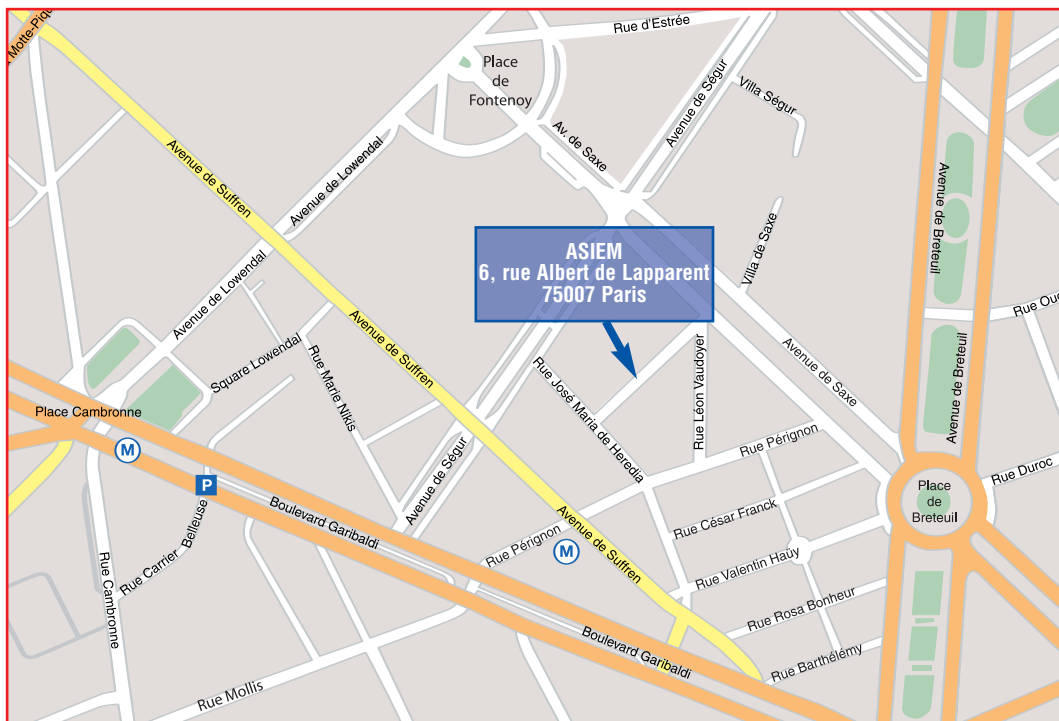 Motte-Piq
Rue d'Estrée
Place
de
Fontenoy
Avenue de Ségur
Villa Ségur
Av. de Saxe
Avenue de Suffren
Avenue de Lowendal
Avenue de Breteuil
ASIEM
6, rue Albert de Lapparent
75007 Paris
Villa de Saxe
Avenue de Lowendal
Rue Oud
Avenue de Suffren
Square Lowendal
Rue Marie Nikis
Rue José Maria de Heredia
Rue Léon Vaudoyer
Avenue de Saxe
Avenue de Breteuil
Place Cambronne
M
P
Avenue de Ségur
Rue Pérignon
Rue Duroc
Place
de
Breteuil
Boulevard Garibaldi
Rue César Franck
Avenue de Suffren
Rue Pérignon
M
Rue Valentin Haùy
Rue Carrier Belleuse
Rue Cambronne
Rue Rosa Bonheur
Boulevard Garibaldi
Rue Barthélémy
Rue Mollis